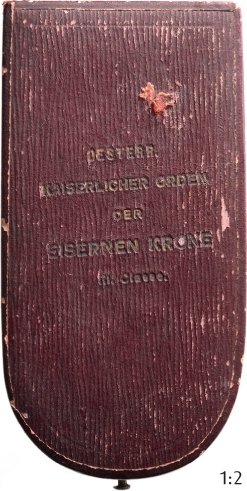 OESTERR.
KAISERLICHER ORDEN
DER
EISERNEN KRONE
III. Classe.
1:2